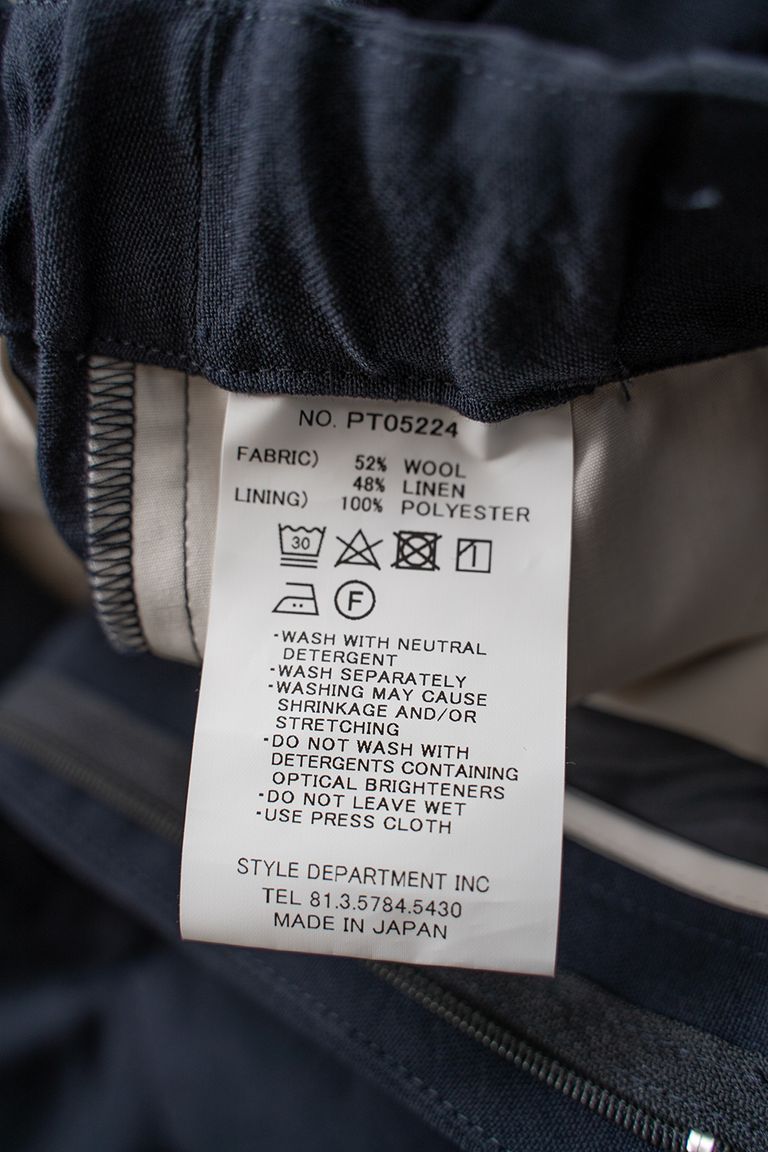 NO. PT05224
FABRIC) 52% WOOL
48% LINEN
LINING) 100% POLYESTER
30
F
·WASH WITH NEUTRAL
DETERGENT
·WASH SEPARATELY
·WASHING MAY CAUSE
SHRINKAGE AND/OR
STRETCHING
·DO NOT WASH WITH
DETERGENTS CONTAINING
OPTICAL BRIGHTENERS
·DO NOT LEAVE WET
·USE PRESS CLOTH
STYLE DEPARTMENT INC
TEL 81.3.5784.5430
MADE IN JAPAN